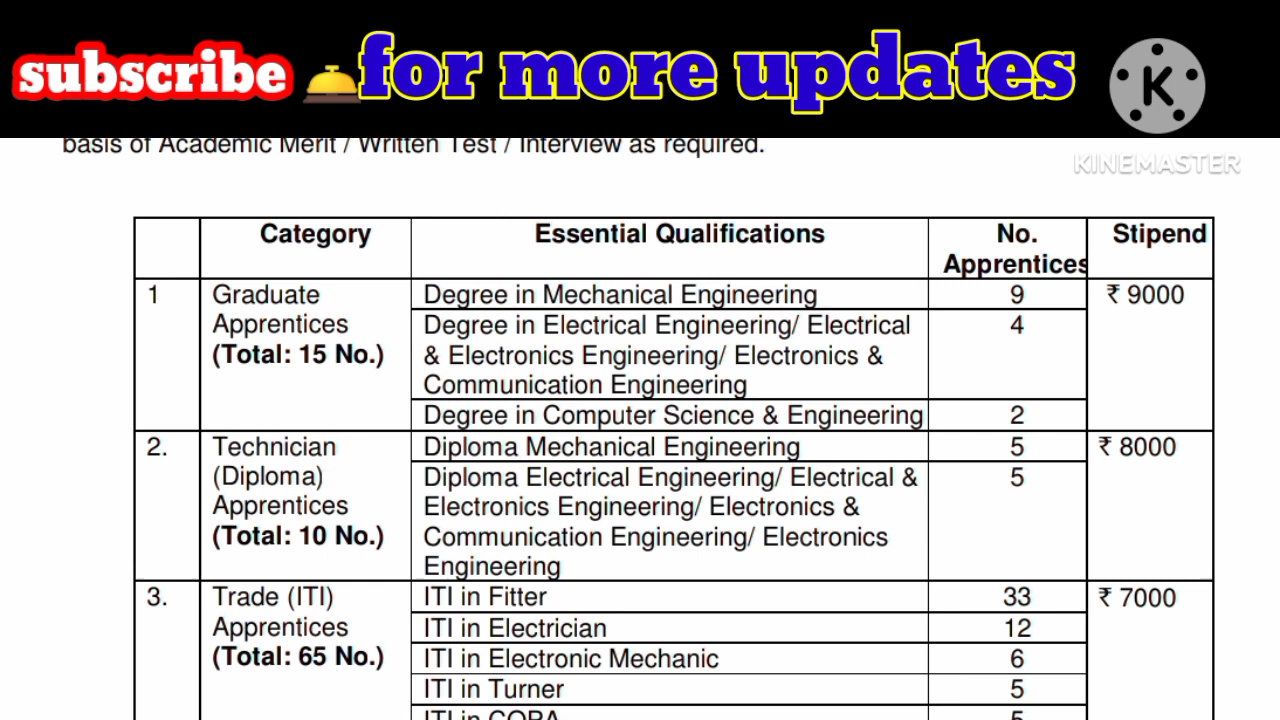 subscribe for more updates
K
KINEMASTER
basis of Academic Merit / Written Test / Interview as required.
Category Essential Qualifications No. Apprentices Stipend
1 Graduate Degree in Mechanical Engineering 9 ₹ 9000
Apprentices Degree in Electrical Engineering/ Electrical 4
(Total: 15 No.) & Electronics Engineering/ Electronics &
Communication Engineering
Degree in Computer Science & Engineering 2
2. Technician Diploma Mechanical Engineering 5 ₹ 8000
(Diploma) Diploma Electrical Engineering/ Electrical & 5
Apprentices Electronics Engineering/ Electronics &
(Total: 10 No.) Communication Engineering/ Electronics
Engineering
3. Trade (ITI) ITI in Fitter 33 ₹ 7000
Apprentices ITI in Electrician 12
(Total: 65 No.) ITI in Electronic Mechanic 6
ITI in Turner 5
ITI in COPA 5